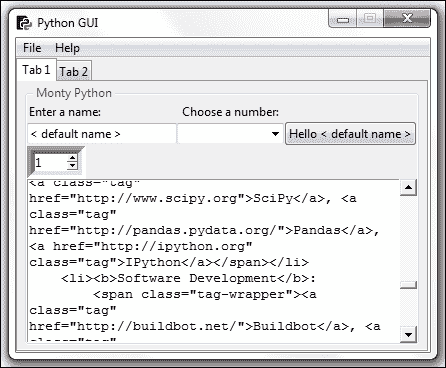 Python GUI
File Help
Tab 1 Tab 2
Monty Python
Enter a name: Choose a number:
< default name > Hello < default name >
1
<a class="tag"
href="http://www.scipy.org">SciPy</a>, <a
class="tag"
href="http://pandas.pydata.org/">Pandas</a>,
<a href="http://ipython.org"
class="tag">IPython</a></span></li>
<li><b>Software Development</b>:
<span class="tag-wrapper"><a
class="tag"
href="http://buildbot.net/">Buildbot</a>, <a
class="tag"